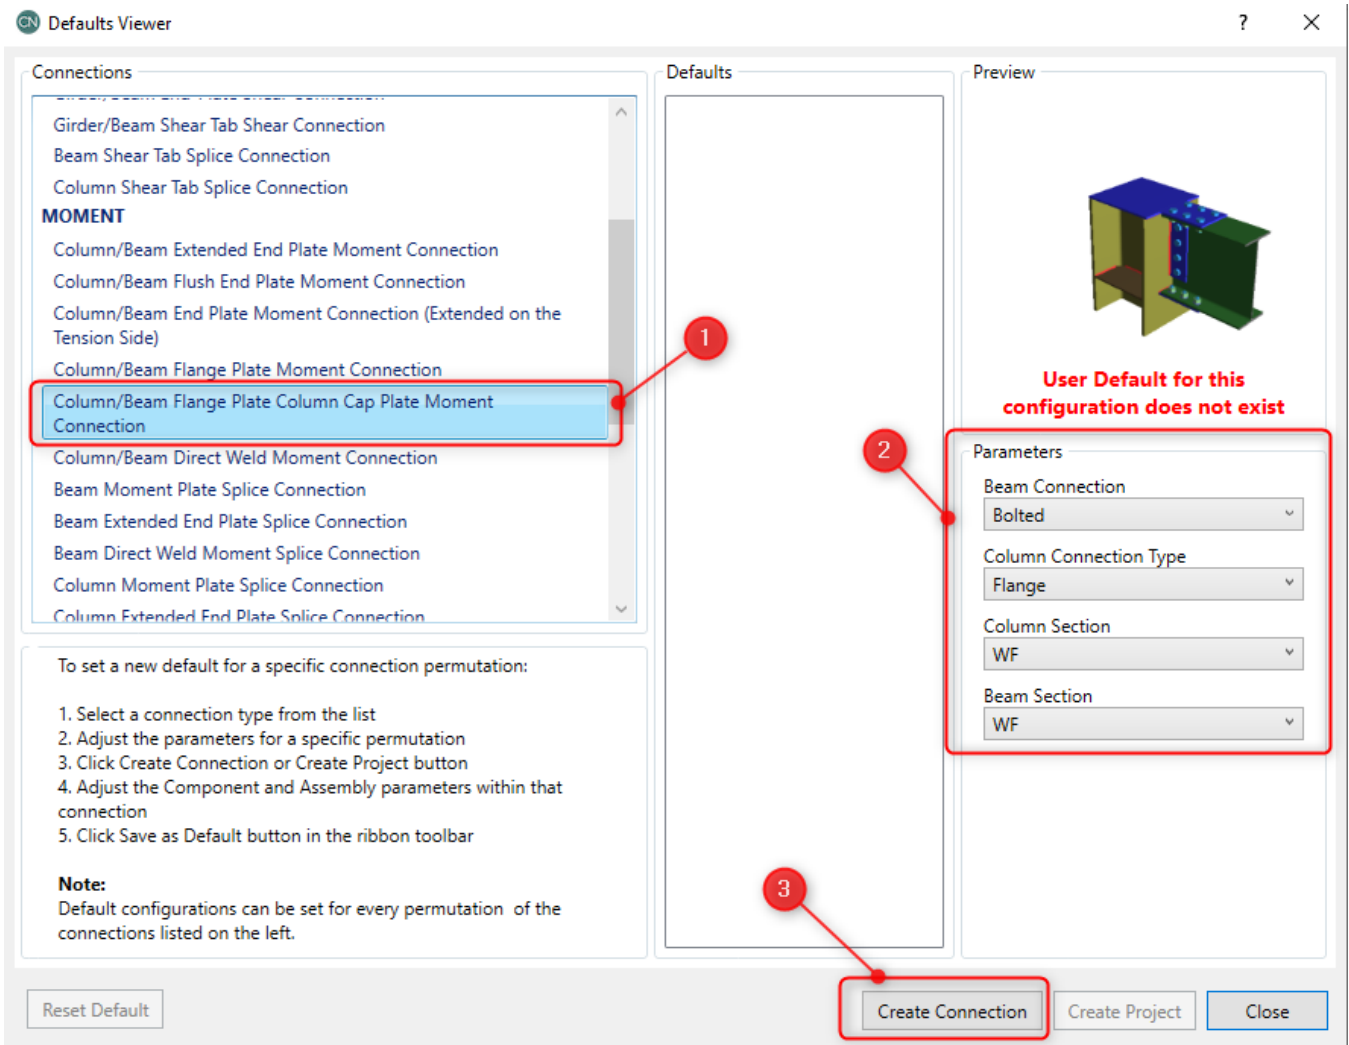 CN Defaults Viewer
?
Connections
Girder/Beam Shear Tab Shear Connection
Beam Shear Tab Splice Connection
Column Shear Tab Splice Connection
MOMENT
Column/Beam Extended End Plate Moment Connection
Column/Beam Flush End Plate Moment Connection
Column/Beam End Plate Moment Connection (Extended on the
Tension Side)
Column/Beam Flange Plate Moment Connection
Column/Beam Flange Plate Column Cap Plate Moment
Connection
Column/Beam Direct Weld Moment Connection
Beam Moment Plate Splice Connection
Beam Extended End Plate Splice Connection
Beam Direct Weld Moment Splice Connection
Column Moment Plate Splice Connection
Column Extended End Plate Splice Connection
1
To set a new default for a specific connection permutation:
1. Select a connection type from the list
2. Adjust the parameters for a specific permutation
3. Click Create Connection or Create Project button
4. Adjust the Component and Assembly parameters within that
connection
5. Click Save as Default button in the ribbon toolbar
Note:
Default configurations can be set for every permutation of the
connections listed on the left.
Defaults
Preview
User Default for this
configuration does not exist
2
Parameters
Beam Connection
Bolted
Column Connection Type
Flange
Column Section
WF
Beam Section
WF
3
Reset Default
Create Connection
Create Project
Close